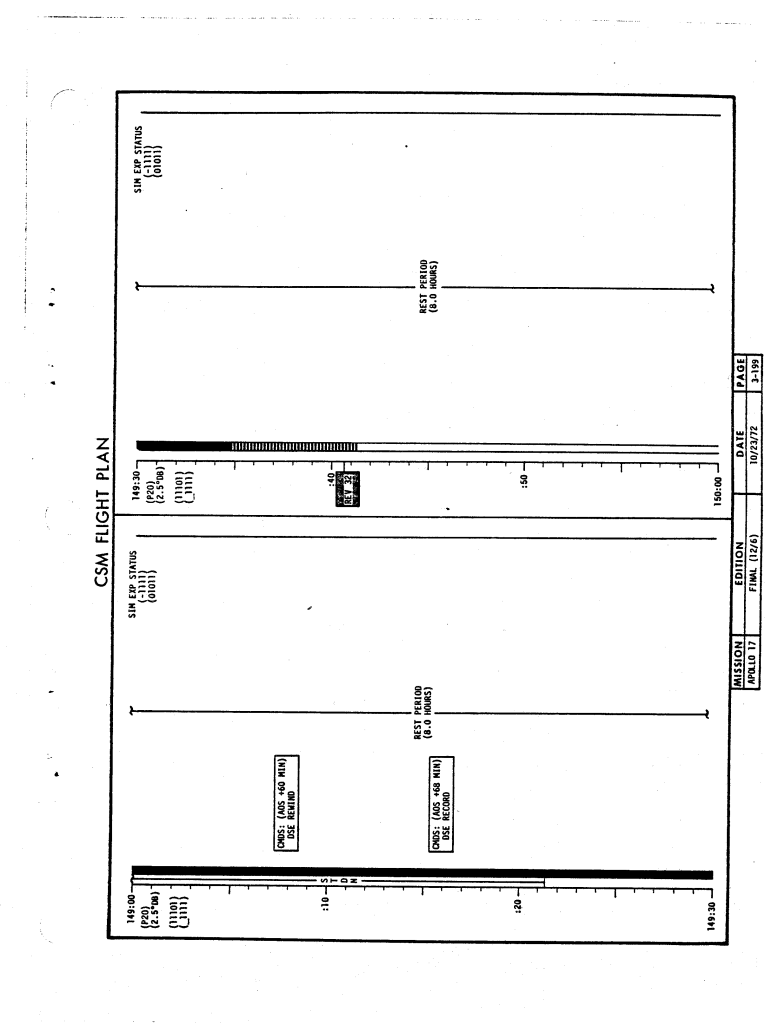 CSM FLIGHT PLAN
149:00
(P20)
(2.5°DB)
(11101)
(_1111)
:10
:20
149:30
STDN
CMDS: (AOS +60 MIN)
DSE REWIND
CMDS: (AOS +68 MIN)
DSE RECORD
REST PERIOD
(8.0 HOURS)
SIM EXP STATUS
(-1111)
(01011)
149:30
(P20)
(2.5°DB)
(11101)
(_1111)
:40
REV 32
:50
150:00
REST PERIOD
(8.0 HOURS)
SIM EXP STATUS
(-1111)
(01011)
MISSION EDITION DATE PAGE
APOLLO 17 FINAL (12/6) 10/23/72 3-199